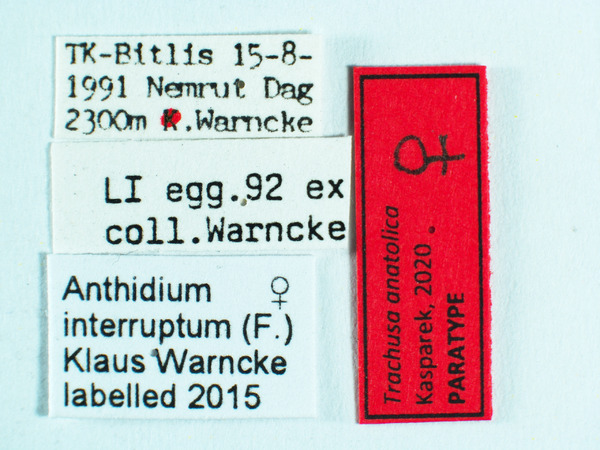 TK-Bitlis 15-8-
1991 Nemrut Dag
2300m K.Warncke
LI egg.92 ex
coll.Warncke
Anthidium ♀
interruptum (F.)
Klaus Warncke
labelled 2015
♀
Trachusa anatolica
Kasparek, 2020
PARATYPE